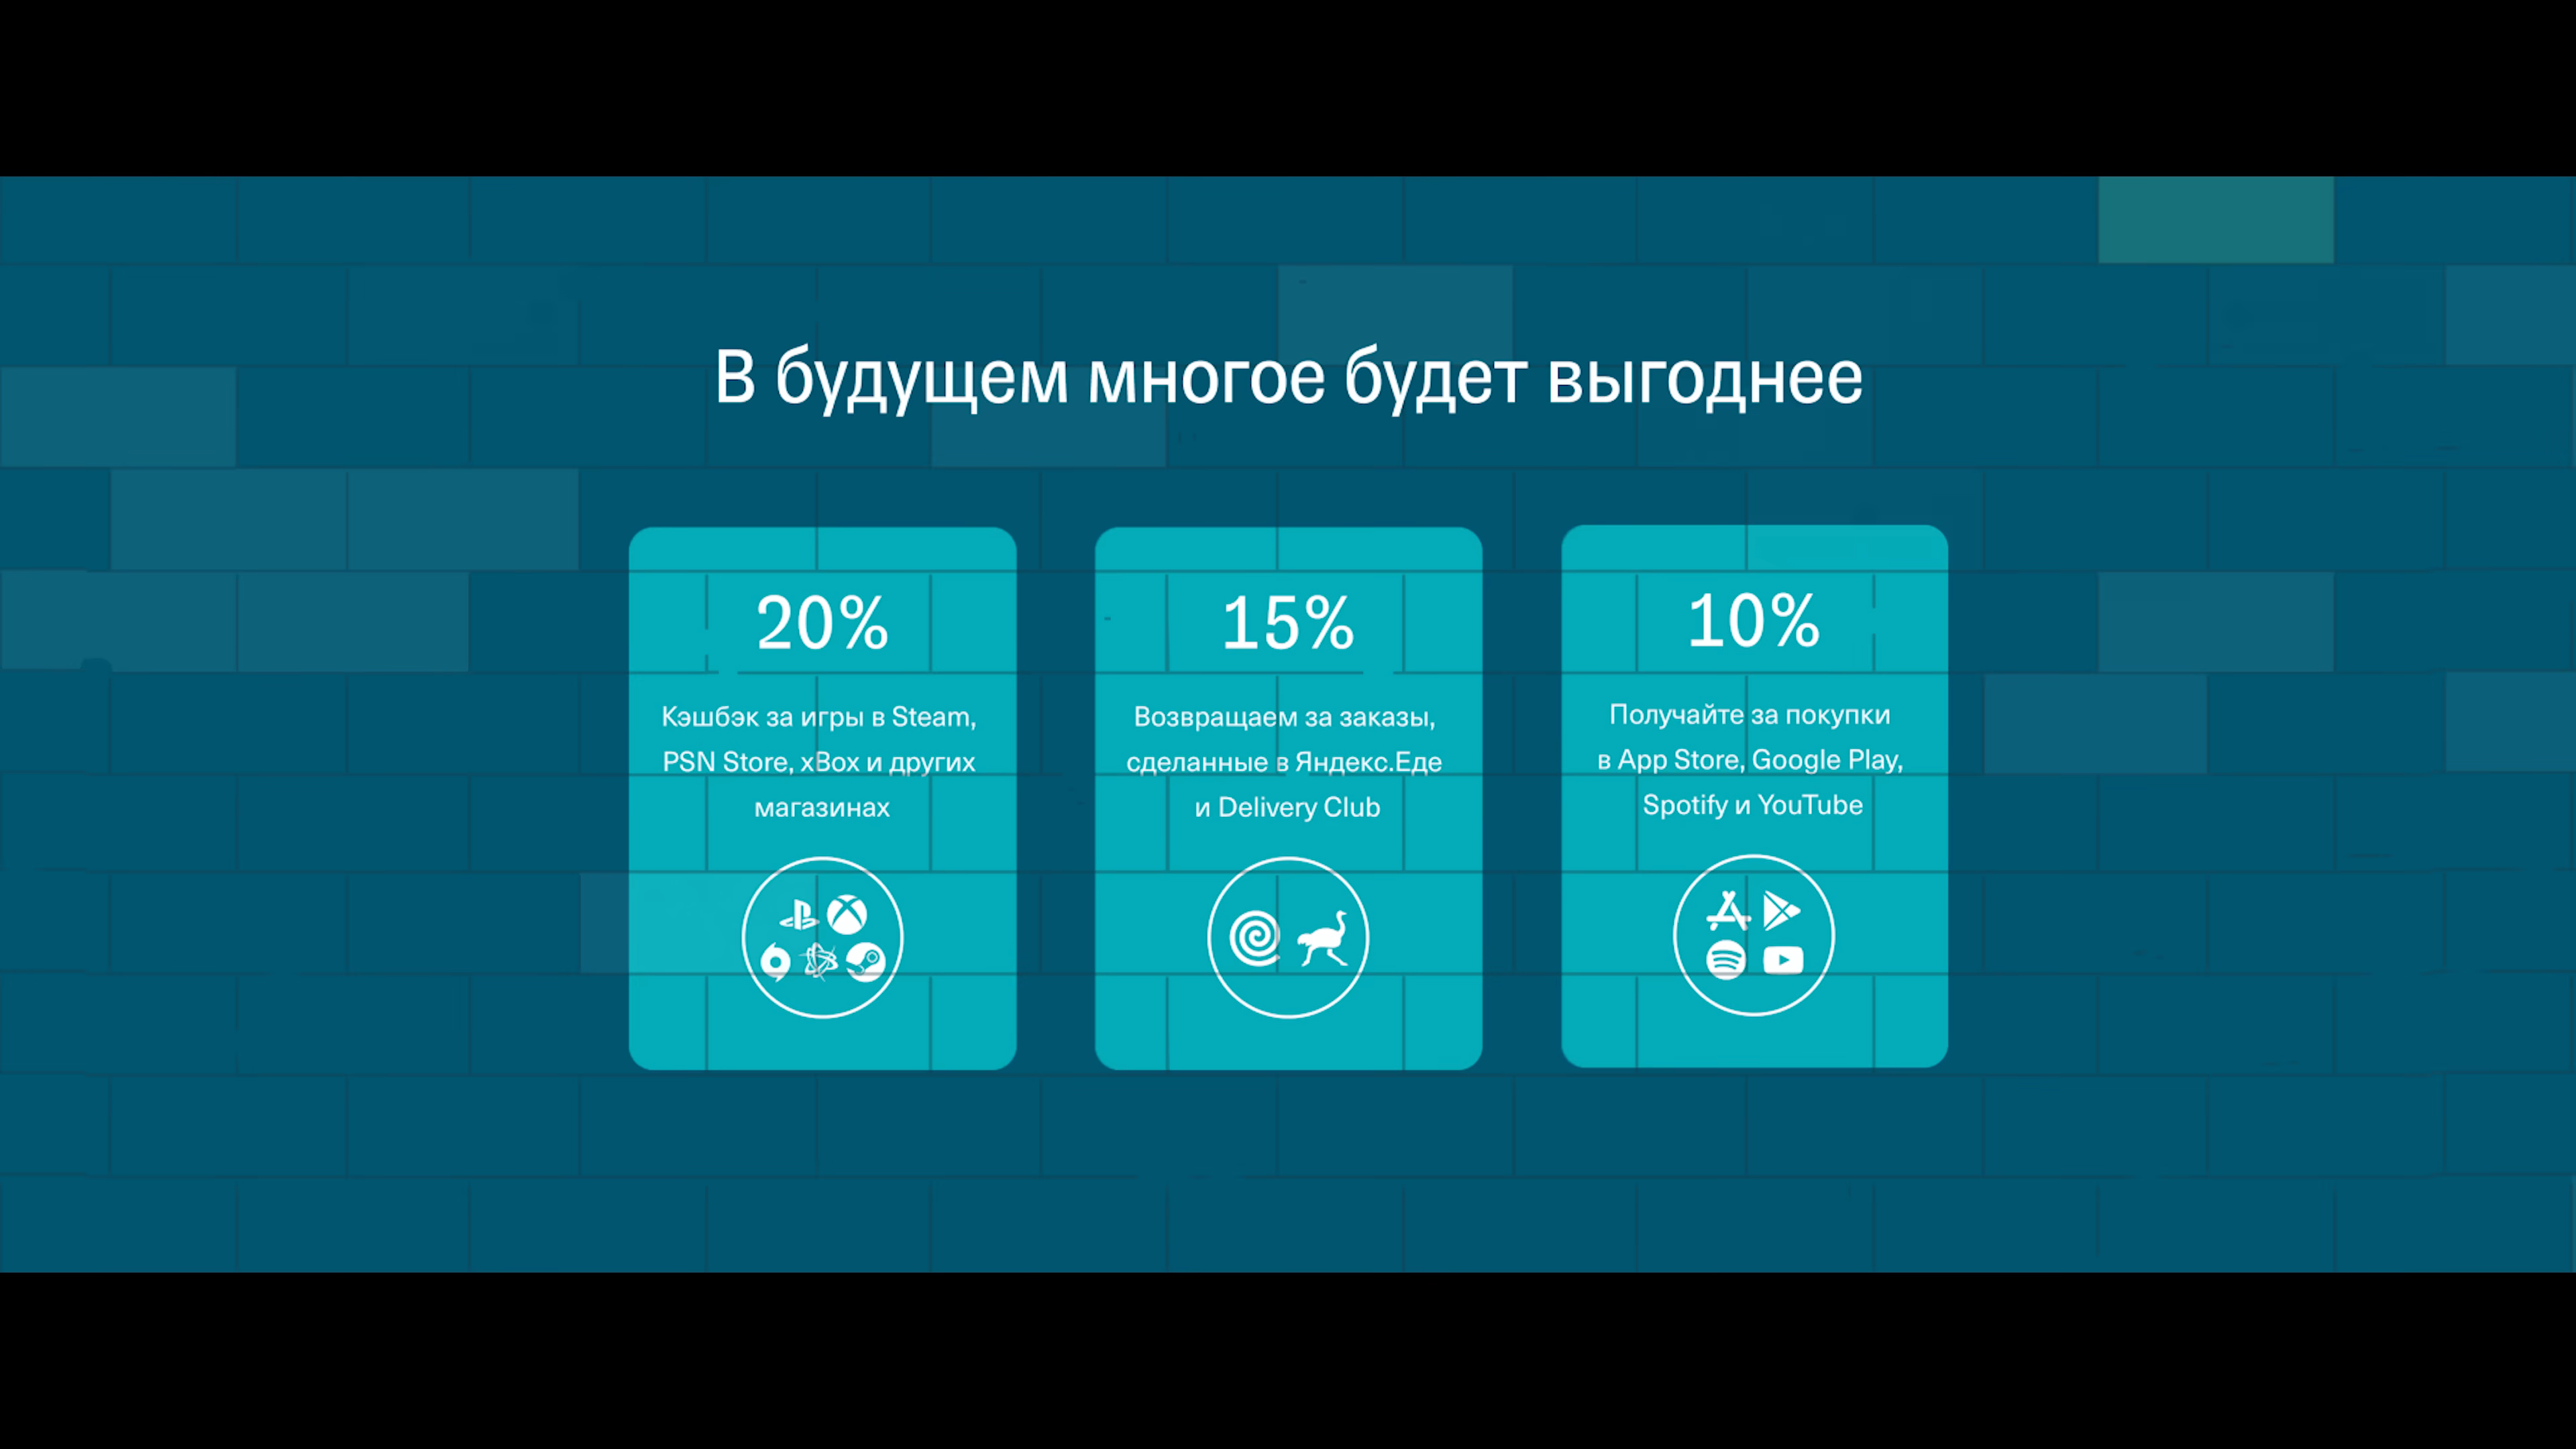 В будущем многое будет выгоднее
20%
Кэшбэк за игры в Steam,
PSN Store, xBox и других
магазинах
15%
Возвращаем за заказы,
сделанные в Яндекс.Еде
и Delivery Club
10%
Получайте за покупки
в App Store, Google Play,
Spotify и YouTube